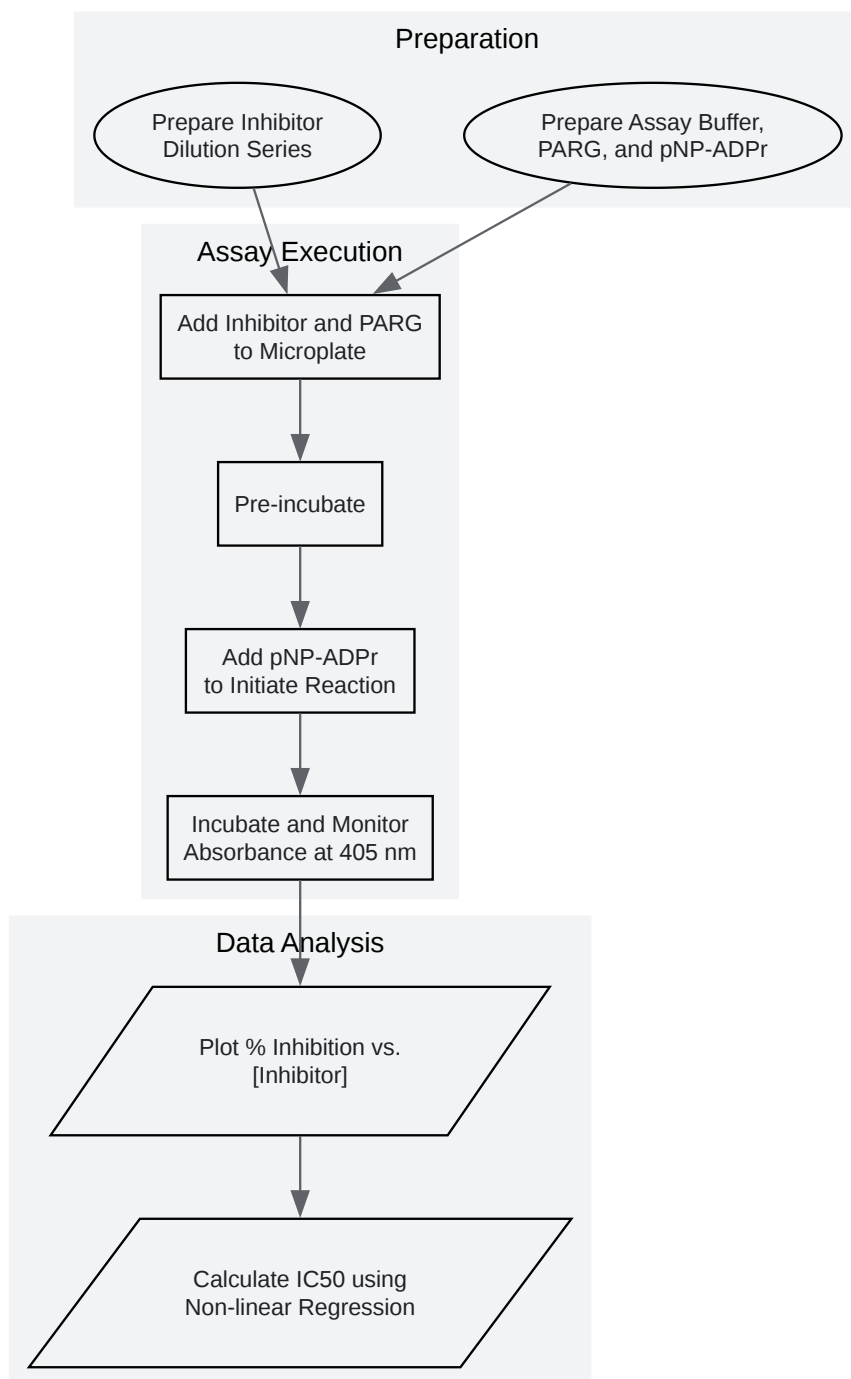 Preparation
Prepare Inhibitor
Dilution Series
Prepare Assay Buffer,
PARG, and pNP-ADPr
Assay Execution
Add Inhibitor and PARG
to Microplate
Pre-incubate
Add pNP-ADPr
to Initiate Reaction
Incubate and Monitor
Absorbance at 405 nm
Data Analysis
Plot % Inhibition vs.
[Inhibitor]
Calculate IC50 using
Non-linear Regression